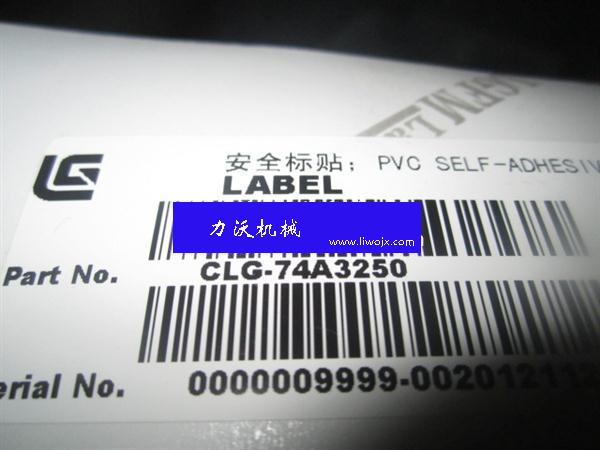 安全标贴; PVC SELF-ADHESIV
LABEL
力沃机械
www.liwojx.com
Part No. CLG-74A3250
erial No. 0000009999-002012112